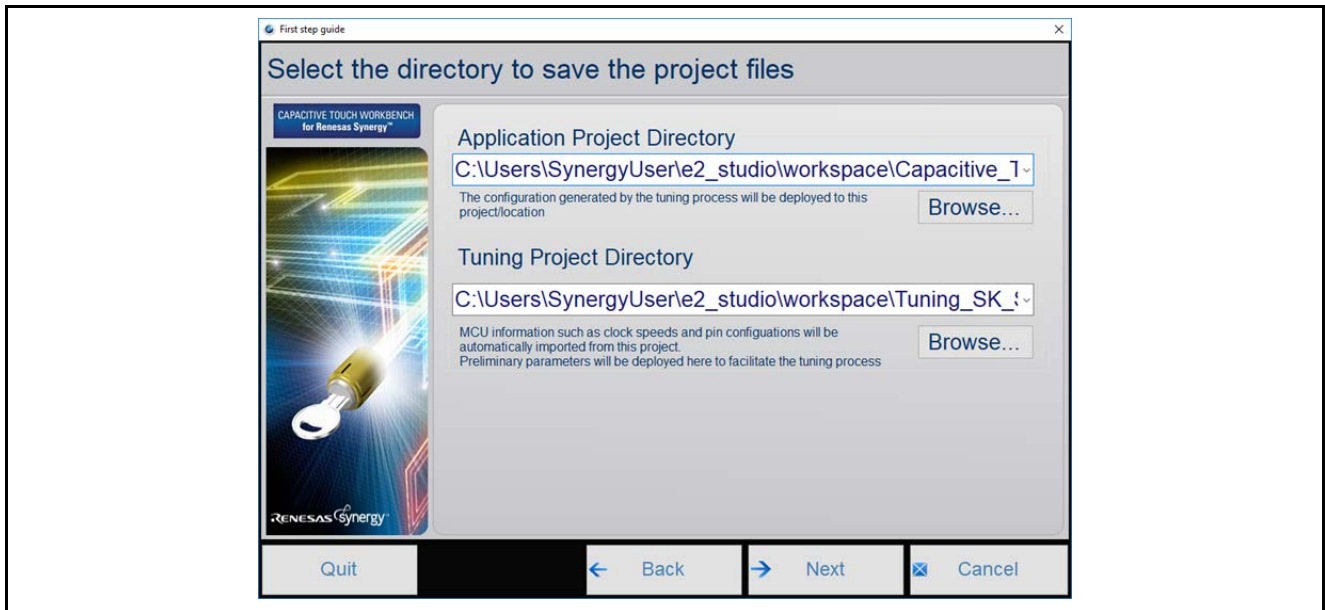 First step guide
Select the directory to save the project files
CAPACITIVE TOUCH WORKBENCH
for Renesas Synergy™
Application Project Directory
C:\Users\SynergyUser\e2_studio\workspace\Capacitive_T
The configuration generated by the tuning process will be deployed to this
project/location
Browse...
Tuning Project Directory
C:\Users\SynergyUser\e2_studio\workspace\Tuning_SK_S
MCU information such as clock speeds and pin configuations will be
automatically imported from this project.
Preliminary parameters will be deployed here to facilitate the tuning process
Browse...
RENESAS Synergy™
Quit
Back
Next
Cancel